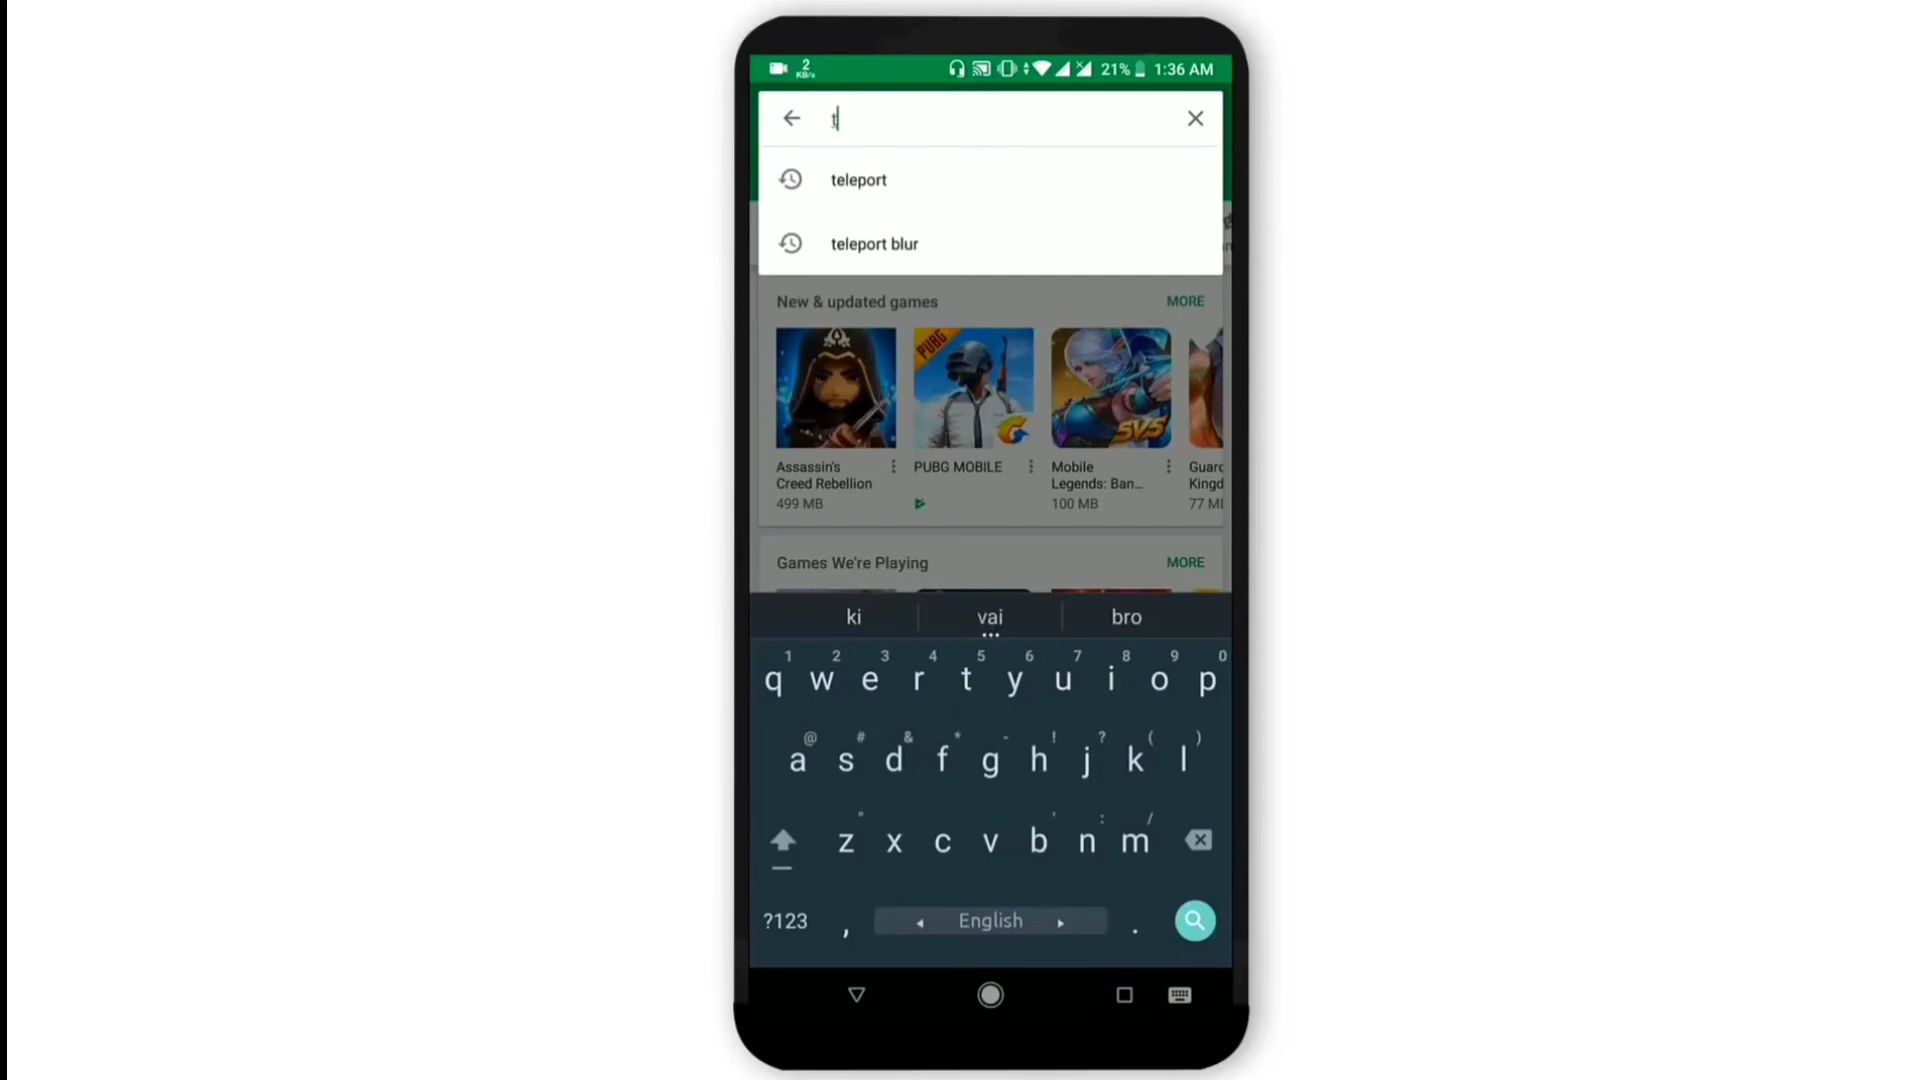 2
KB/s
21% 1:36 AM
t
teleport
teleport blur
New & updated games MORE
PUBG
5V5
Assassin's
Creed Rebellion
499 MB
PUBG MOBILE
Mobile
Legends: Ban...
100 MB
Guard
Kingd
77 MB
Games We're Playing MORE
ki vai bro
1 2 3 4 5 6 7 8 9 0
q w e r t y u i o p
@ # & * - ! ? ( )
a s d f g h j k l
" ' : /
z x c v b n m
?123 , English .